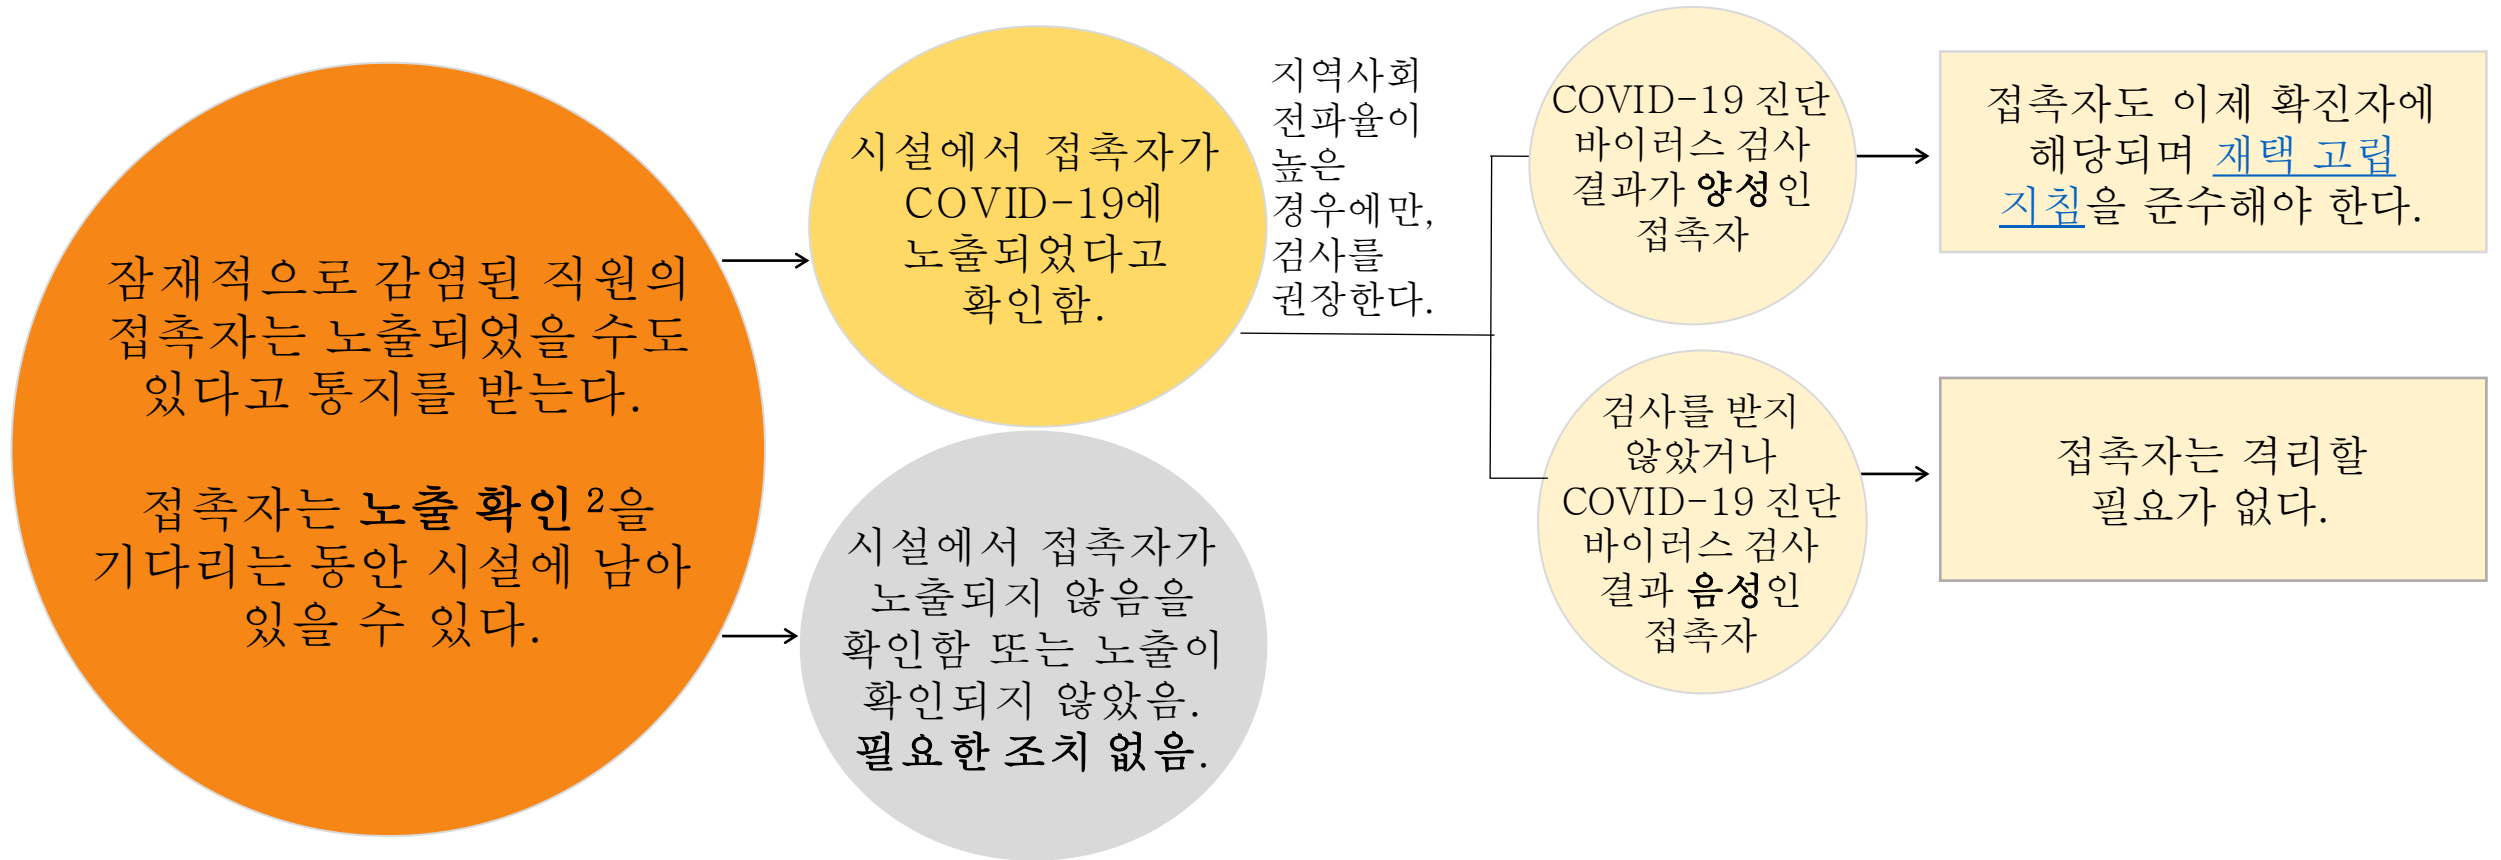 잠재적으로 감염된 직원의
접촉자는 노출되었을 수도
있다고 통지를 받는다.
접촉자는 노출 확인 ²을
기다리는 동안 시설에 남아
있을 수 있다.
시설에서 접촉자가
COVID-19에
노출되었다고
확인함.
시설에서 접촉자가
노출되지 않음을
확인함 또는 노출이
확인되지 않았음.
필요한 조치 없음.
지역사회
전파율이
높은
경우에만,
검사를
권장한다.
COVID-19 진단
바이러스 검사
결과가 양성인
접촉자
접촉자도 이제 확진자에
해당되며 재택 고립
지침을 준수해야 한다.
검사를 받지
않았거나
COVID-19 진단
바이러스 검사
결과 음성인
접촉자
접촉자는 격리할
필요가 없다.